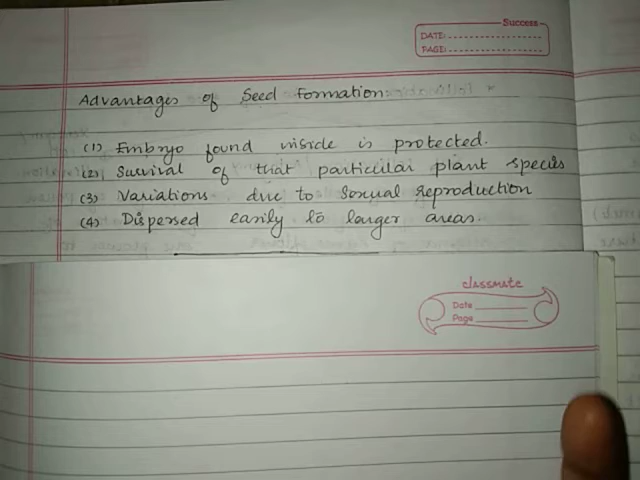 Success
DATE:
PAGE:
Advantages of Seed Formation:
(1) Embryo found inside is protected.
(2) Survival of that particular plant species
(3) Variations due to sexual reproduction
(4) Dispersed easily to larger areas.
classmate
Date
Page